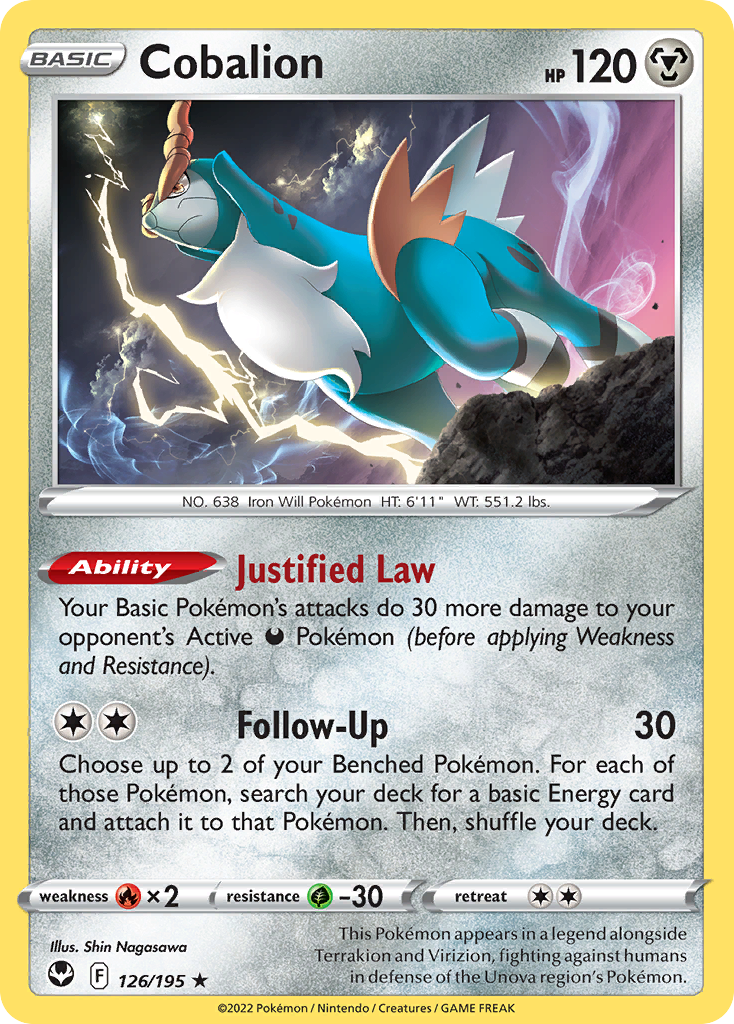 BASIC Cobalion HP 120
NO. 638 Iron Will Pokémon HT: 6'11" WT: 551.2 lbs.
Ability Justified Law
Your Basic Pokémon's attacks do 30 more damage to your
opponent's Active Pokémon (before applying Weakness
and Resistance).
Follow-Up 30
Choose up to 2 of your Benched Pokémon. For each of
those Pokémon, search your deck for a basic Energy card
and attach it to that Pokémon. Then, shuffle your deck.
weakness ×2 resistance -30 retreat
Illus. Shin Nagasawa
F 126/195 ★
This Pokémon appears in a legend alongside
Terrakion and Virizion, fighting against humans
in defense of the Unova region's Pokémon.
©2022 Pokémon / Nintendo / Creatures / GAME FREAK